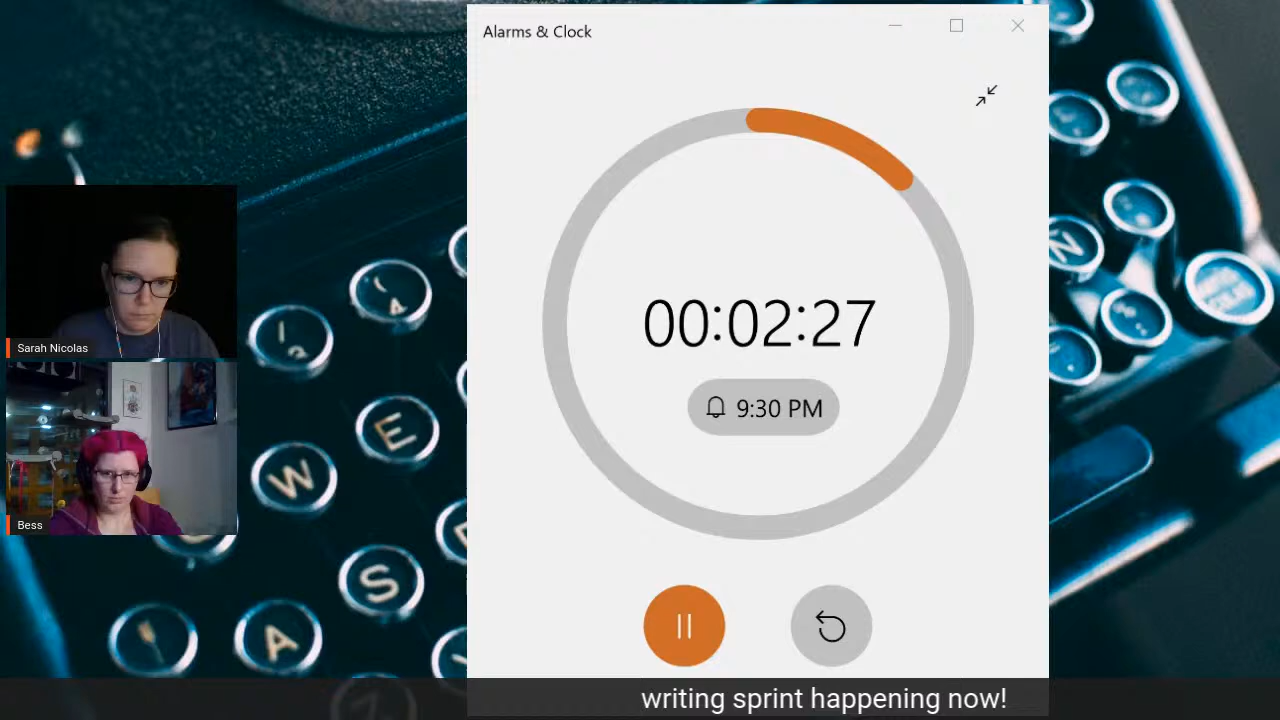 Alarms & Clock
00:02:27
9:30 PM
Sarah Nicolas
Bess
W
E
S
A
N
writing sprint happening now!